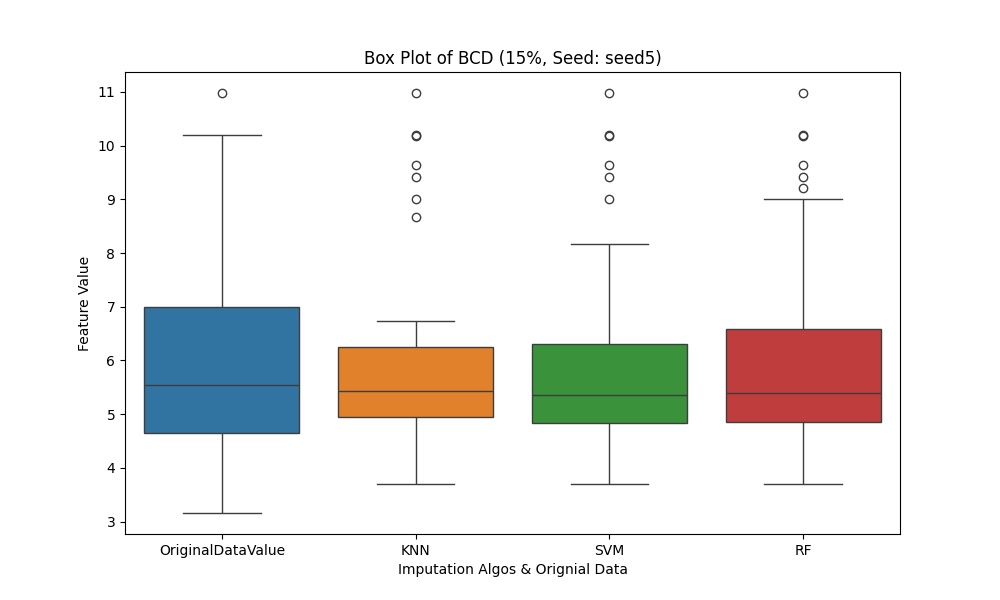 Box Plot of BCD (15%, Seed: seed5)
11
10
9
8
7
6
5
4
3
Feature Value
OriginalDataValue
KNN
SVM
RF
Imputation Algos & Orignial Data